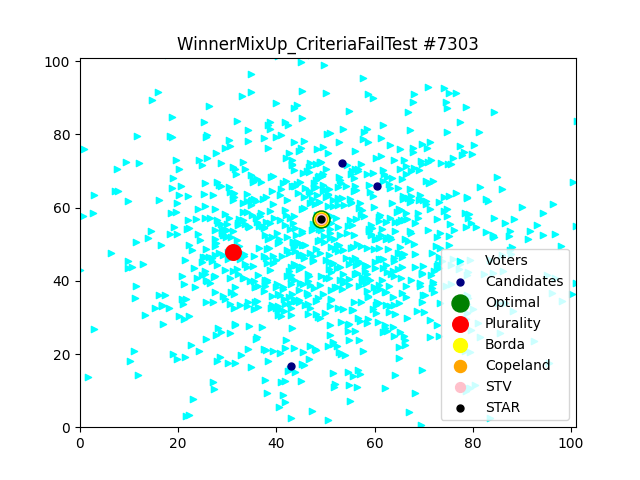 WinnerMixUp_CriteriaFailTest #7303
100
80
60
40
20
0
0
20
40
60
80
100
Voters
Candidates
Optimal
Plurality
Borda
Copeland
STV
STAR